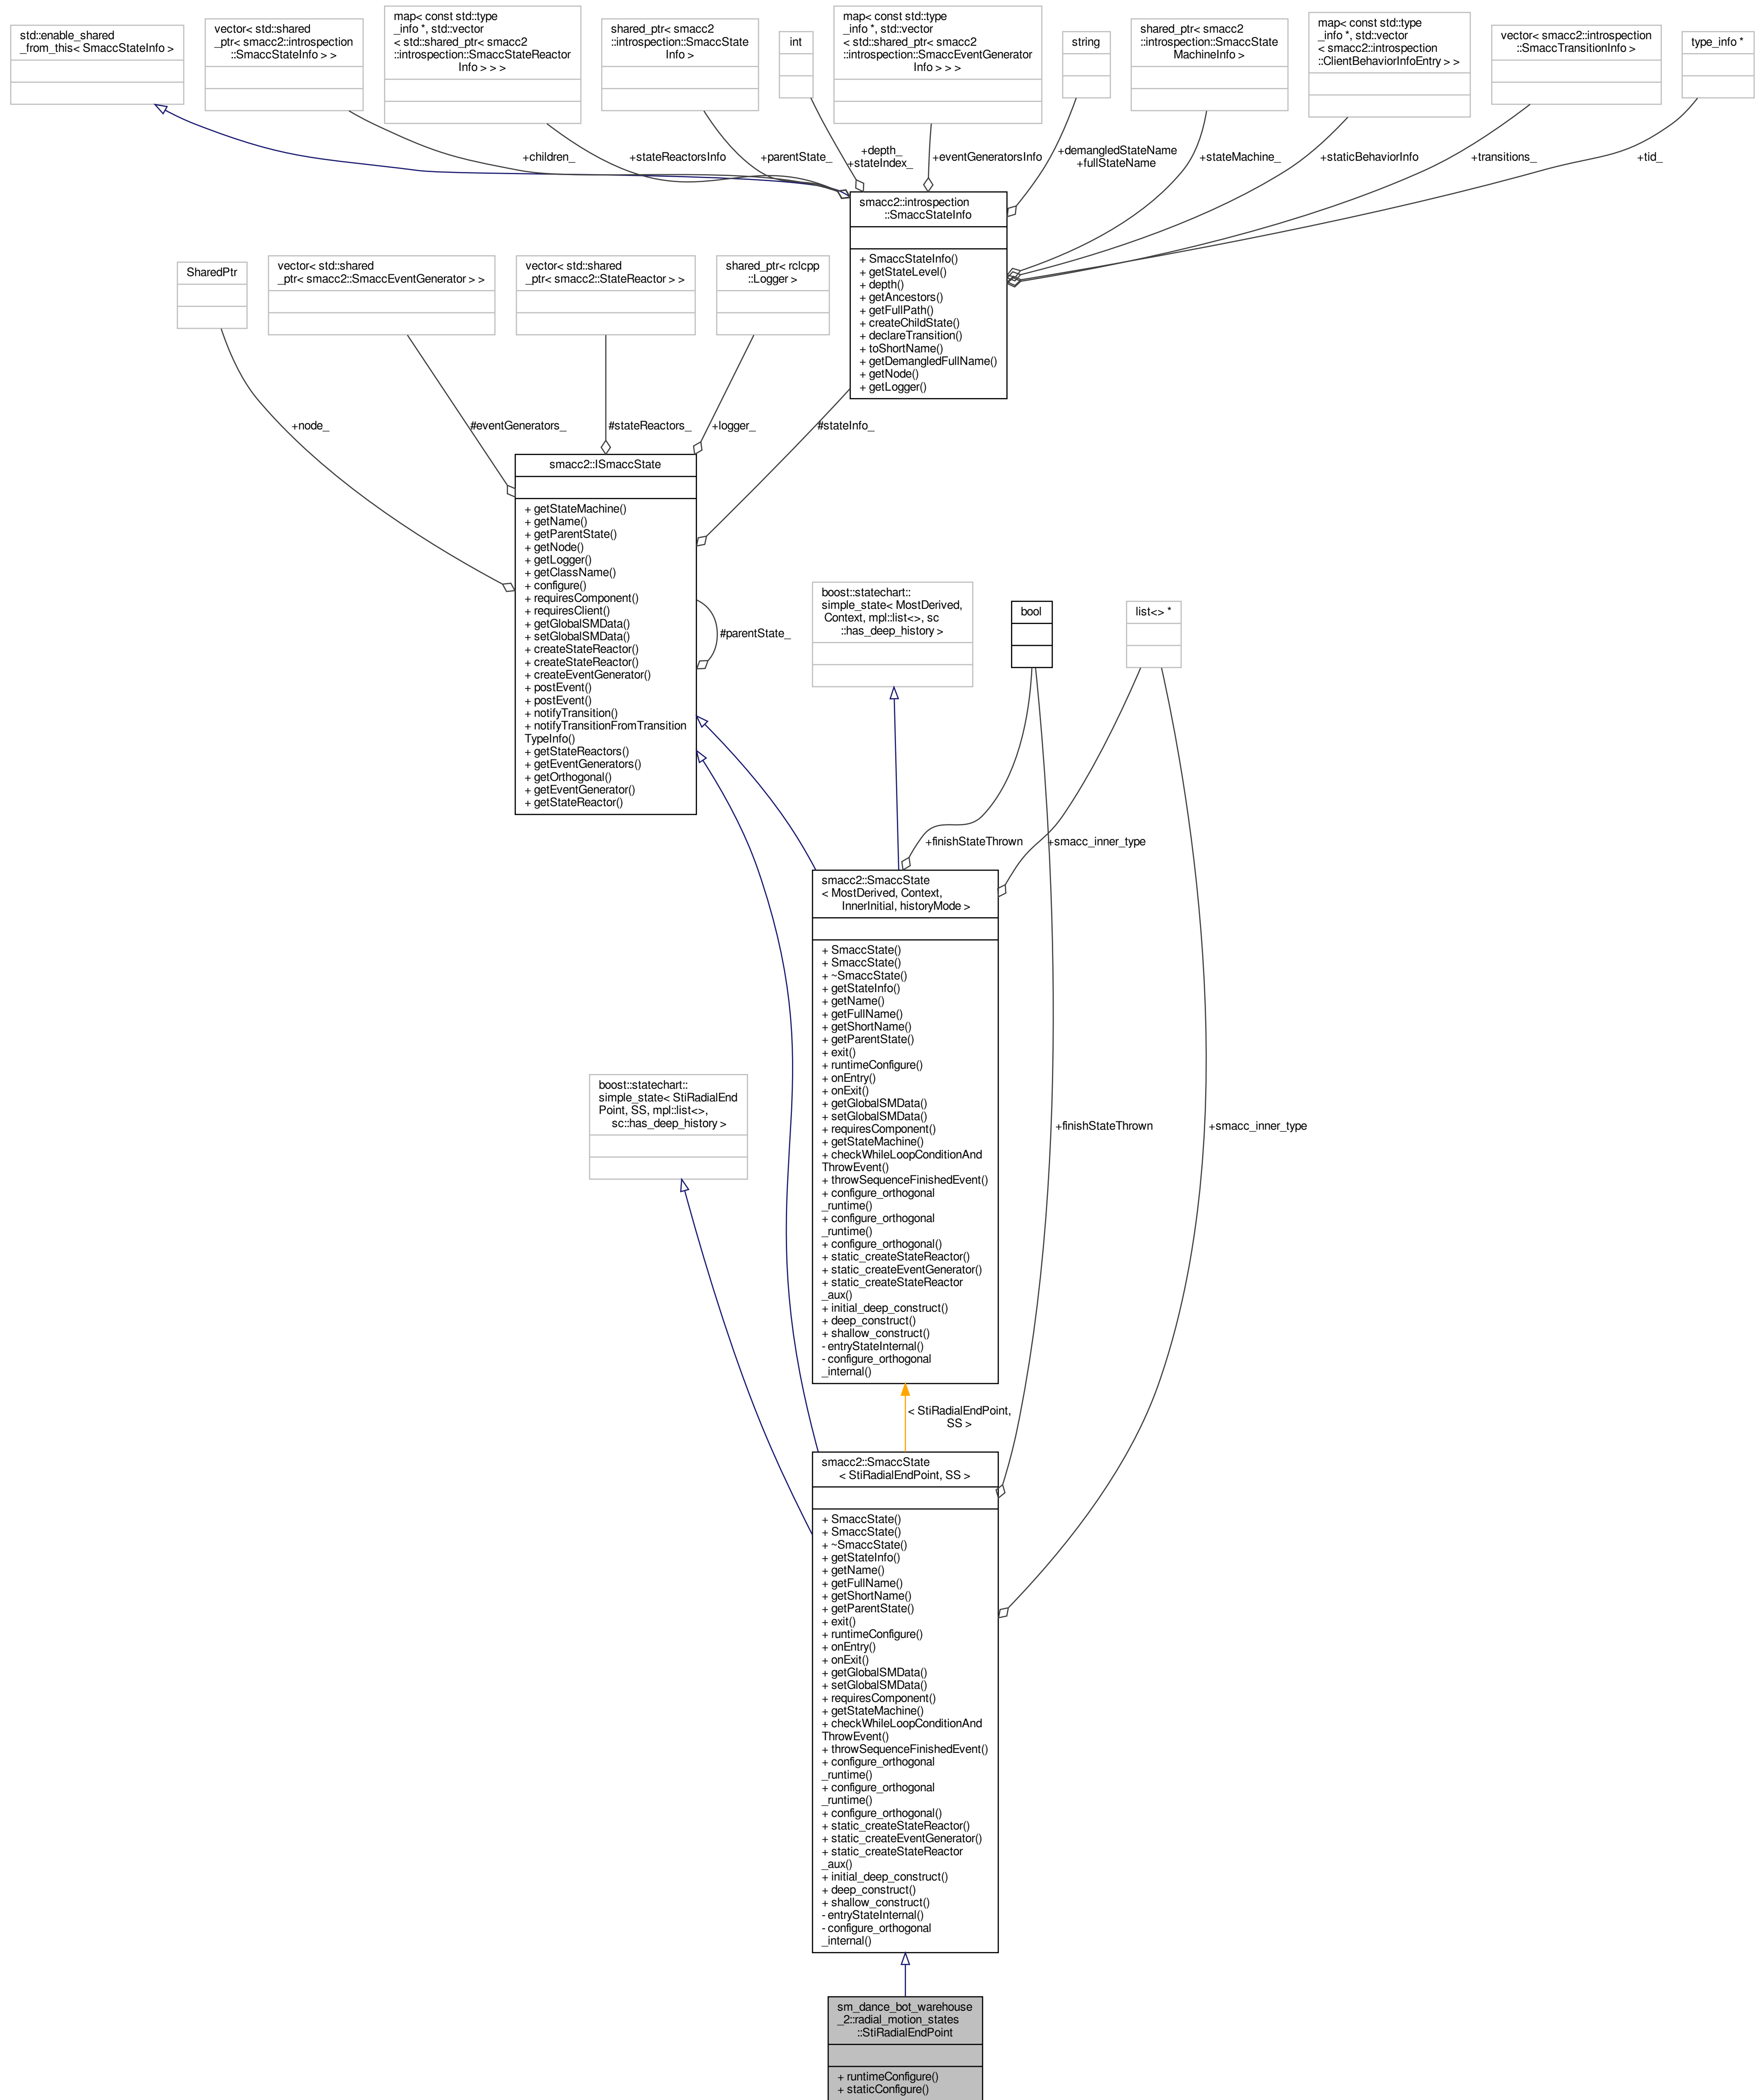 std::enable_shared
_from_this< SmaccStateInfo >
vector< std::shared
_ptr< smacc2::introspection
::SmaccStateInfo > >
map< const std::type
_info *, std::vector
< std::shared_ptr< smacc2
::introspection::SmaccStateReactor
Info > > >
shared_ptr< smacc2
::introspection::SmaccState
Info >
int
map< const std::type
_info *, std::vector
< std::shared_ptr< smacc2
::introspection::SmaccEventGenerator
Info > > >
string
shared_ptr< smacc2
::introspection::SmaccState
MachineInfo >
map< const std::type
_info *, std::vector
< smacc2::introspection
::ClientBehaviorInfoEntry > >
vector< smacc2::introspection
::SmaccTransitionInfo >
type_info *
+children_
+stateReactorsInfo
+parentState_
+depth_
+stateIndex_
+eventGeneratorsInfo
+demangledStateName
+fullStateName
+stateMachine_
+staticBehaviorInfo
+transitions_
+tid_
smacc2::introspection
::SmaccStateInfo
+ SmaccStateInfo()
+ getStateLevel()
+ depth()
+ getAncestors()
+ getFullPath()
+ createChildState()
+ declareTransition()
+ toShortName()
+ getDemangledFullName()
+ getNode()
+ getLogger()
SharedPtr
vector< std::shared
_ptr< smacc2::SmaccEventGenerator > >
vector< std::shared
_ptr< smacc2::StateReactor > >
shared_ptr< rclcpp
::Logger >
+node_
#eventGenerators_
#stateReactors_
+logger_
#stateInfo_
smacc2::ISmaccState
+ getStateMachine()
+ getName()
+ getParentState()
+ getNode()
+ getLogger()
+ getClassName()
+ configure()
+ requiresComponent()
+ requiresClient()
+ getGlobalSMData()
+ setGlobalSMData()
+ createStateReactor()
+ createStateReactor()
+ createEventGenerator()
+ postEvent()
+ postEvent()
+ notifyTransition()
+ notifyTransitionFromTransition
TypeInfo()
+ getStateReactors()
+ getEventGenerators()
+ getOrthogonal()
+ getEventGenerator()
+ getStateReactor()
#parentState_
boost::statechart::
simple_state< MostDerived,
Context, mpl::list<>, sc
::has_deep_history >
bool
list<> *
+finishStateThrown
+smacc_inner_type
smacc2::SmaccState
< MostDerived, Context,
InnerInitial, historyMode >
+ SmaccState()
+ SmaccState()
+ ~SmaccState()
+ getStateInfo()
+ getName()
+ getFullName()
+ getShortName()
+ getParentState()
+ exit()
+ runtimeConfigure()
+ onEntry()
+ onExit()
+ getGlobalSMData()
+ setGlobalSMData()
+ requiresComponent()
+ getStateMachine()
+ checkWhileLoopConditionAnd
ThrowEvent()
+ throwSequenceFinishedEvent()
+ configure_orthogonal
_runtime()
+ configure_orthogonal
_runtime()
+ configure_orthogonal()
+ static_createStateReactor()
+ static_createEventGenerator()
+ static_createStateReactor
_aux()
+ initial_deep_construct()
+ deep_construct()
+ shallow_construct()
- entryStateInternal()
- configure_orthogonal
_internal()
boost::statechart::
simple_state< StiRadialEnd
Point, SS, mpl::list<>,
sc::has_deep_history >
+finishStateThrown
+smacc_inner_type
< StiRadialEndPoint,
SS >
smacc2::SmaccState
< StiRadialEndPoint, SS >
+ SmaccState()
+ SmaccState()
+ ~SmaccState()
+ getStateInfo()
+ getName()
+ getFullName()
+ getShortName()
+ getParentState()
+ exit()
+ runtimeConfigure()
+ onEntry()
+ onExit()
+ getGlobalSMData()
+ setGlobalSMData()
+ requiresComponent()
+ getStateMachine()
+ checkWhileLoopConditionAnd
ThrowEvent()
+ throwSequenceFinishedEvent()
+ configure_orthogonal
_runtime()
+ configure_orthogonal
_runtime()
+ configure_orthogonal()
+ static_createStateReactor()
+ static_createEventGenerator()
+ static_createStateReactor
_aux()
+ initial_deep_construct()
+ deep_construct()
+ shallow_construct()
- entryStateInternal()
- configure_orthogonal
_internal()
sm_dance_bot_warehouse
_2::radial_motion_states
::StiRadialEndPoint
+ runtimeConfigure()
+ staticConfigure()